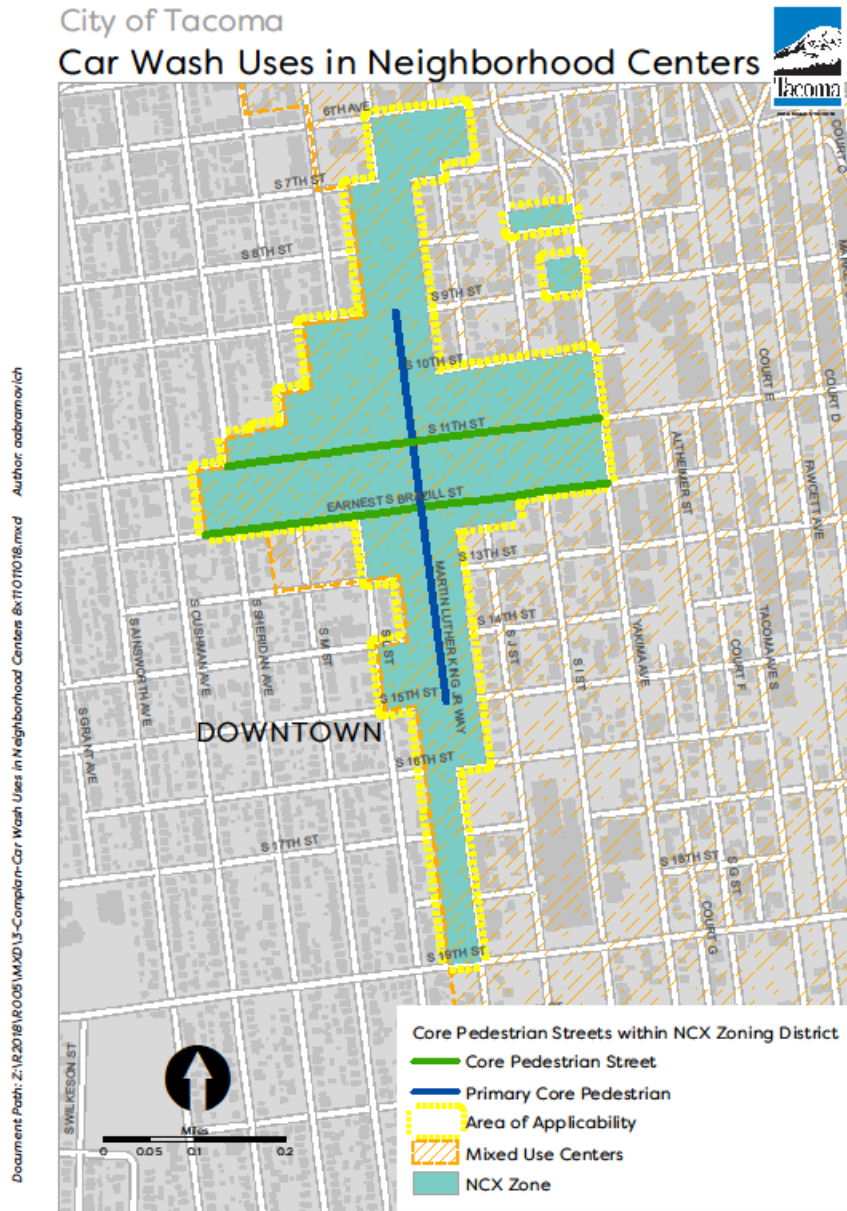 City of Tacoma
Car Wash Uses in Neighborhood Centers
Tacoma
6TH AVE
S 7TH ST
S 8TH ST
S 9TH ST
S 10TH ST
S 11TH ST
EARNEST S BRAZILL ST
S 13TH ST
S 14TH ST
S 15TH ST
S 16TH ST
S 17TH ST
S 18TH ST
S 19TH ST
MARTIN LUTHER KING JR WAY
S GRANT AVE
S AINSWORTH AVE
S CUSHMAN AVE
S SHERIDAN AVE
S M ST
S L ST
S J ST
S I ST
YAKIMA AVE
ALTHEIMER ST
COURT E
COURT D
FAWCETT AVE
TACOMA AVE S
COURT F
S G ST
COURT G
S WILKESON ST
DOWNTOWN
Miles
0 0.05 0.1 0.2
Core Pedestrian Streets within NCX Zoning District
Core Pedestrian Street
Primary Core Pedestrian
Area of Applicability
Mixed Use Centers
NCX Zone
Document Path: Z:\R2018\R005\MXD\3-Complan-Car Wash Uses in Neighborhood Centers 8x11011018.mxd Author: aabramovich